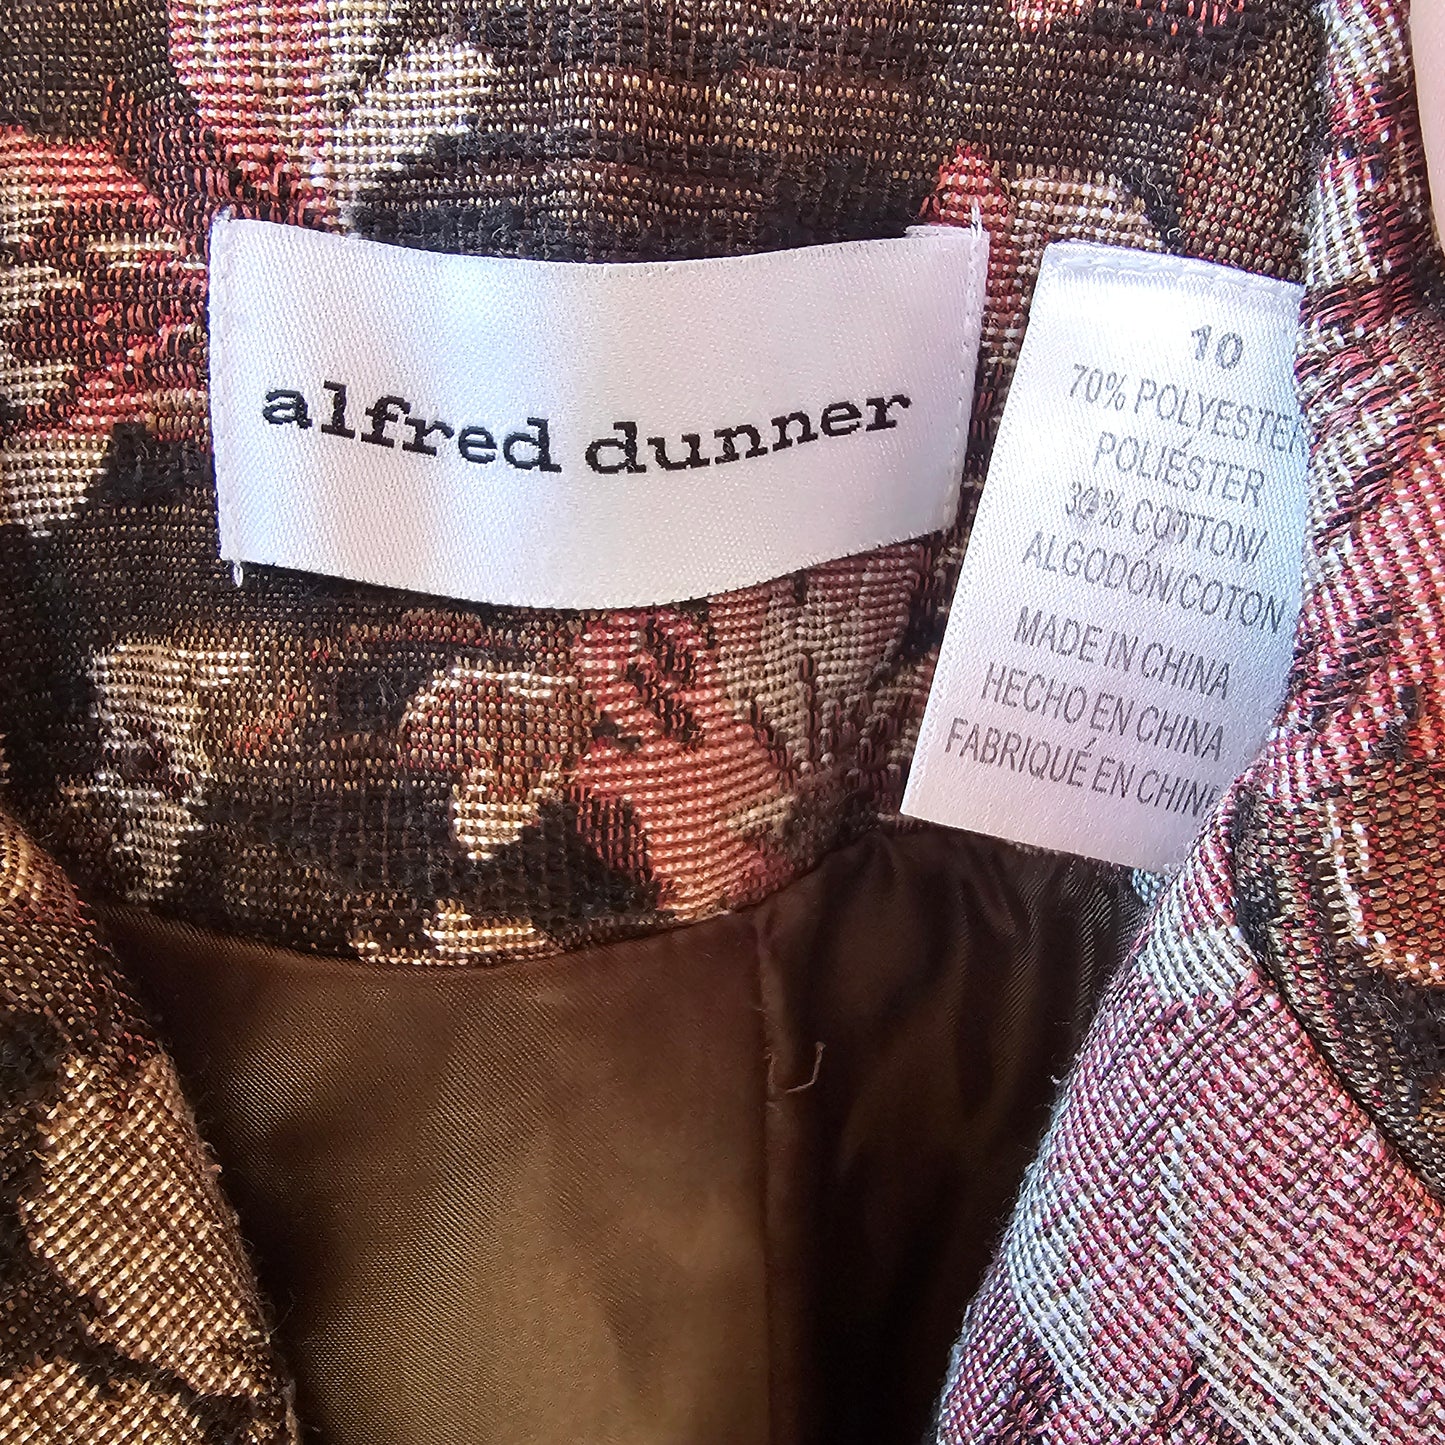 alfred dunner
10
70% POLYESTER
POLIÉSTER
30% COTTON/
ALGODÓN/COTON
MADE IN CHINA
HECHO EN CHINA
FABRIQUÉ EN CHINE